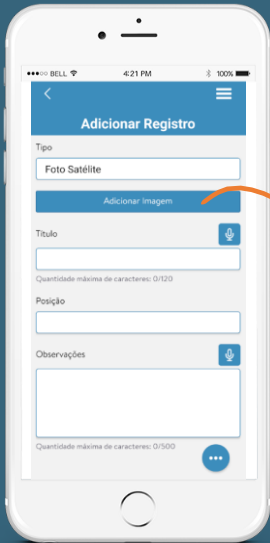 BELL 4:21 PM 100%
Adicionar Registro
Tipo
Foto Satélite
Adicionar Imagem
Título
Quantidade máxima de caracteres: 0/120
Posição
Observações
Quantidade máxima de caracteres: 0/500